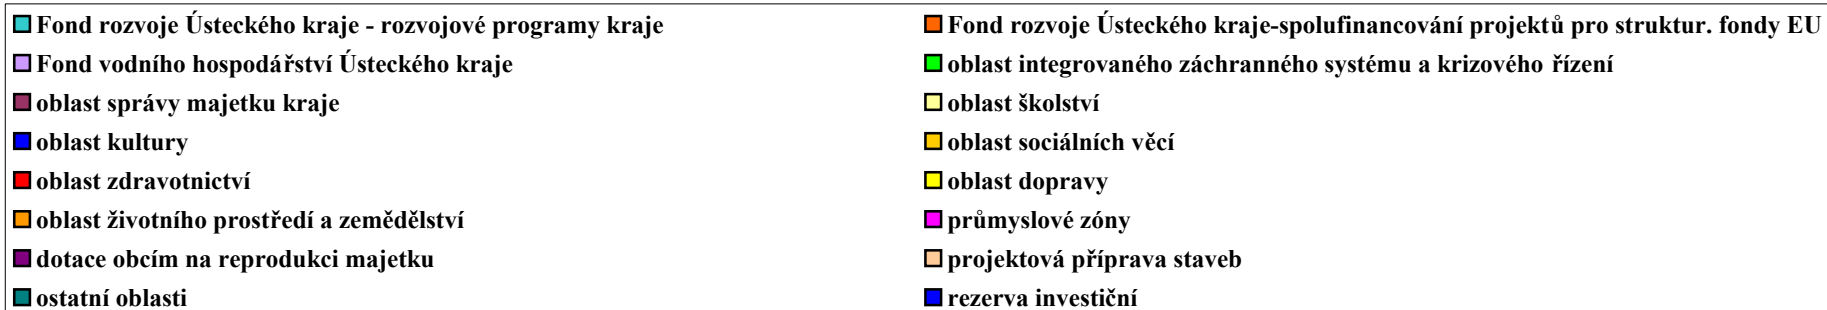 Fond rozvoje Ústeckého kraje - rozvojové programy kraje
Fond rozvoje Ústeckého kraje-spolufinancování projektů pro struktur. fondy EU
Fond vodního hospodářství Ústeckého kraje
oblast integrovaného záchranného systému a krizového řízení
oblast správy majetku kraje
oblast školství
oblast kultury
oblast sociálních věcí
oblast zdravotnictví
oblast dopravy
oblast životního prostředí a zemědělství
průmyslové zóny
dotace obcím na reprodukci majetku
projektová příprava staveb
ostatní oblasti
rezerva investiční